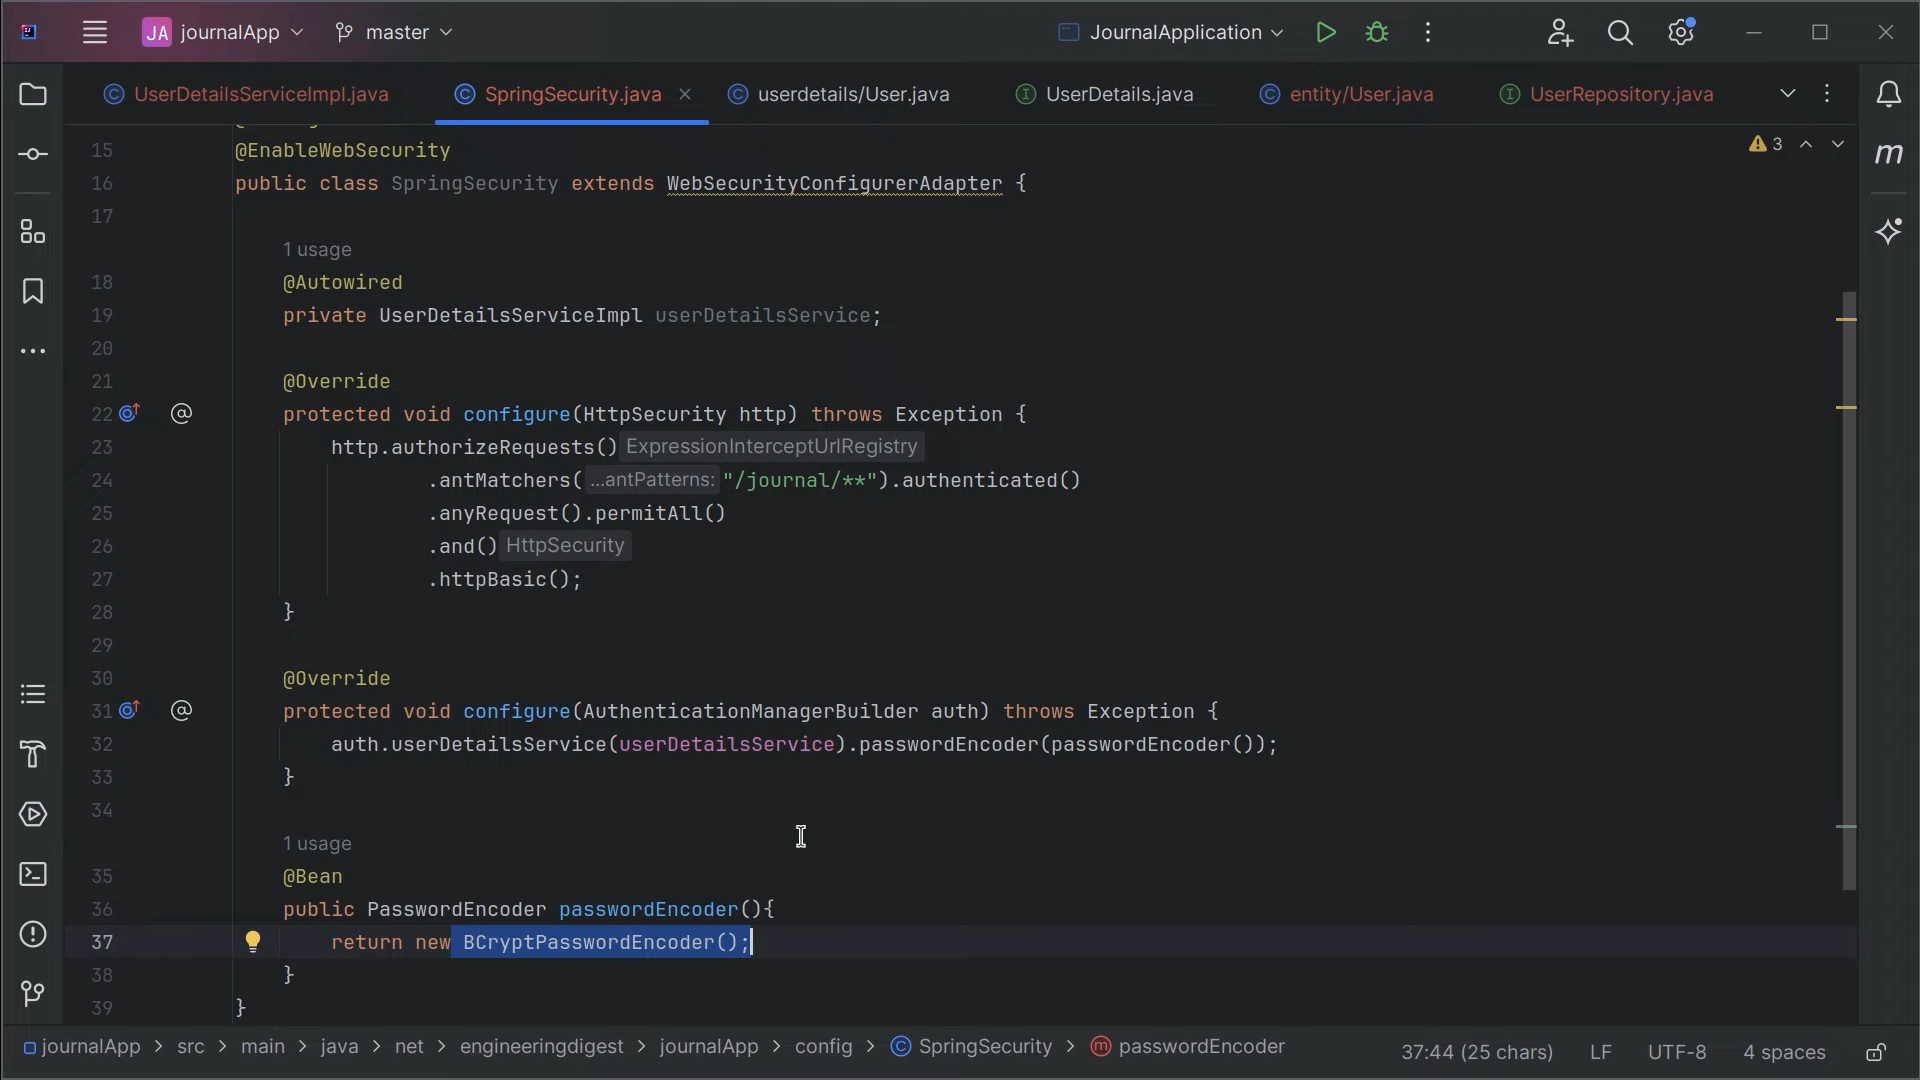 JA journalApp master JournalApplication
UserDetailsServiceImpl.java SpringSecurity.java userdetails/User.java UserDetails.java entity/User.java UserRepository.java
15 @EnableWebSecurity
3
16 public class SpringSecurity extends WebSecurityConfigurerAdapter {
17
1 usage
18 @Autowired
19 private UserDetailsServiceImpl userDetailsService;
20
21 @Override
22 protected void configure(HttpSecurity http) throws Exception {
23 http.authorizeRequests() ExpressionInterceptUrlRegistry
24 .antMatchers( ...antPatterns: "/journal/**").authenticated()
25 .anyRequest().permitAll()
26 .and() HttpSecurity
27 .httpBasic();
28 }
29
30 @Override
31 protected void configure(AuthenticationManagerBuilder auth) throws Exception {
32 auth.userDetailsService(userDetailsService).passwordEncoder(passwordEncoder());
33 }
34
1 usage
35 @Bean
36 public PasswordEncoder passwordEncoder(){
37 return new BCryptPasswordEncoder();
38 }
39 }
journalApp > src > main > java > net > engineeringdigest > journalApp > config > SpringSecurity > passwordEncoder 37:44 (25 chars) LF UTF-8 4 spaces